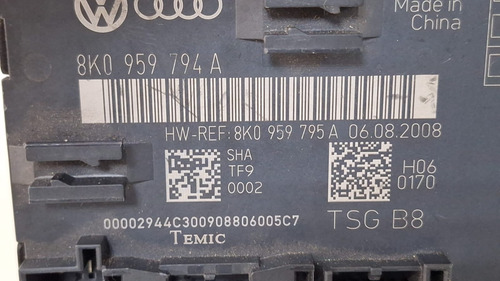 Made in
China
8K0 959 794 A
HW-REF: 8K0 959 795A 06.08.2008
SHA
TF9
0002
H06
0170
00002944C300908806005C7
TSG B8
TEMIC